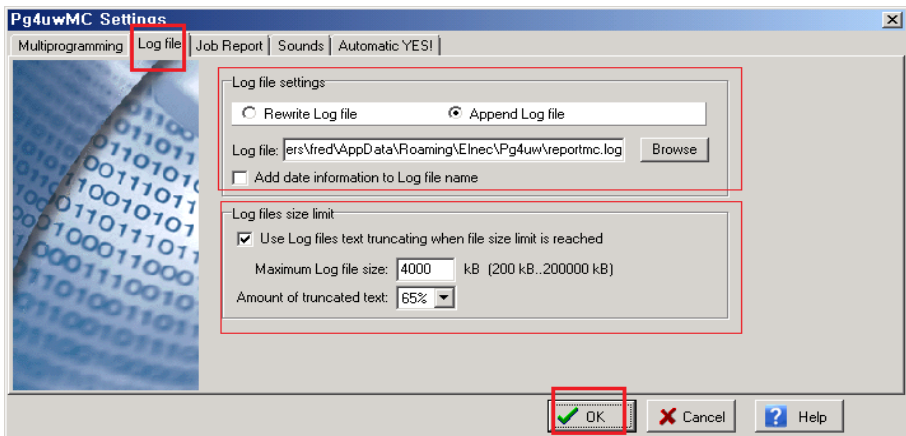 Pg4uwMC Settings
Multiprogramming Log file Job Report Sounds Automatic YES!
Log file settings
Rewrite Log file Append Log file
Log file: ers\fred\AppData\Roaming\Elnec\Pg4uw\reportmc.log Browse
Add date information to Log file name
Log files size limit
Use Log files text truncating when file size limit is reached
Maximum Log file size: 4000 kB (200 kB..200000 kB)
Amount of truncated text: 65%
OK Cancel ? Help